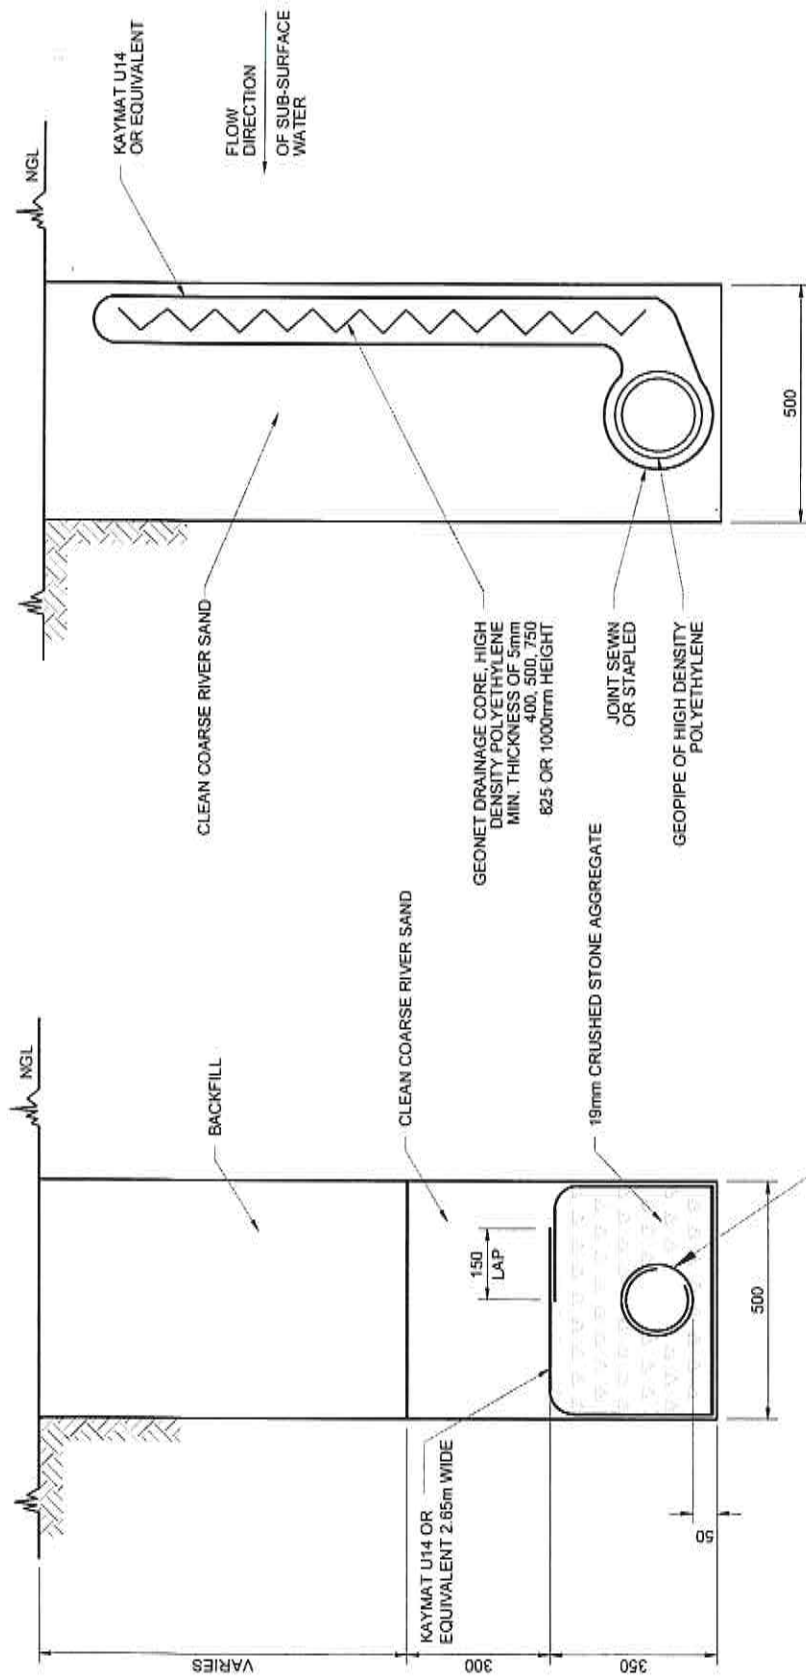 NGL
BACKFILL
CLEAN COARSE RIVER SAND
150
LAP
KAYMAT U14 OR
EQUIVALENT 2.65m WIDE
19mm CRUSHED STONE AGGREGATE
VARIES
300
350
50
500
NGL
KAYMAT U14
OR EQUIVALENT
FLOW
DIRECTION
OF SUB-SURFACE
WATER
CLEAN COARSE RIVER SAND
GEONET DRAINAGE CORE, HIGH
DENSITY POLYETHYLENE
MIN. THICKNESS OF 5mm
400, 500, 750
825 OR 1000mm HEIGHT
JOINT SEWN
OR STAPLED
GEOPIPE OF HIGH DENSITY
POLYETHYLENE
500